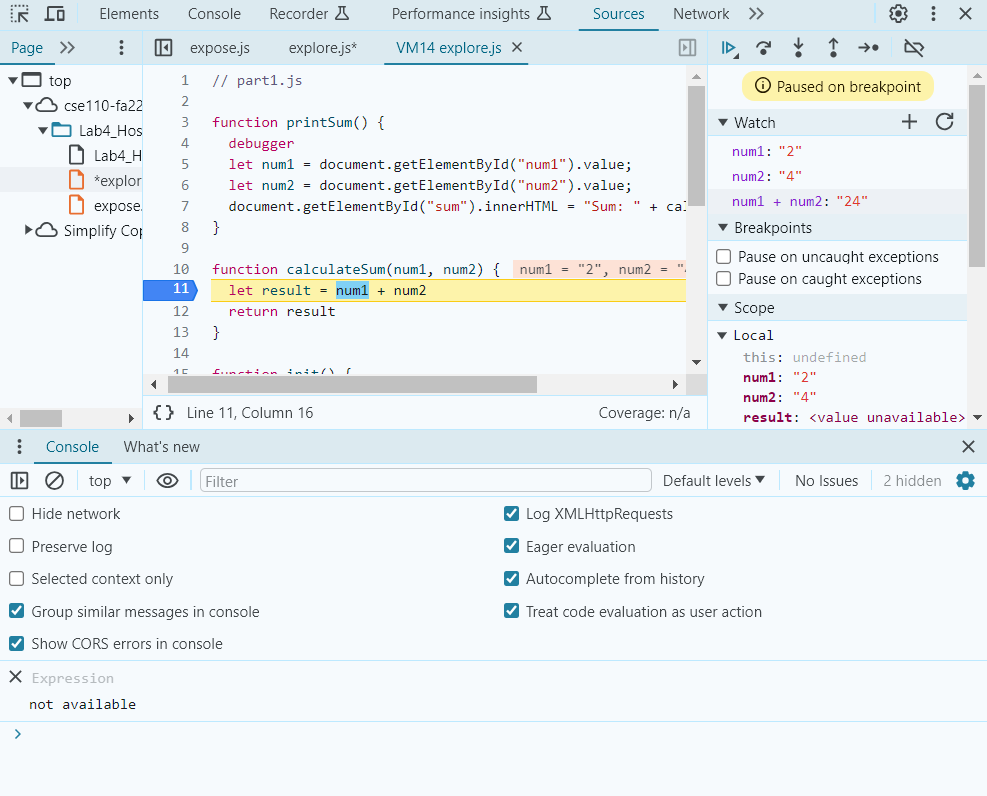 Elements Console Recorder Performance insights Sources Network
Page expose.js explore.js* VM14 explore.js
top
cse110-fa22
Lab4_Hos
Lab4_H
*explor
expose.
Simplify Cop
1 // part1.js
2
3 function printSum() {
4 debugger
5 let num1 = document.getElementById("num1").value;
6 let num2 = document.getElementById("num2").value;
7 document.getElementById("sum").innerHTML = "Sum: " + cal
8 }
9
10 function calculateSum(num1, num2) { num1 = "2", num2 = "4
11 let result = num1 + num2
12 return result
13 }
14
15 function init() {
{} Line 11, Column 16 Coverage: n/a
Paused on breakpoint
Watch
num1: "2"
num2: "4"
num1 + num2: "24"
Breakpoints
Pause on uncaught exceptions
Pause on caught exceptions
Scope
Local
this: undefined
num1: "2"
num2: "4"
result: <value unavailable>
Console What's new
top Filter Default levels No Issues 2 hidden
Hide network Log XMLHttpRequests
Preserve log Eager evaluation
Selected context only Autocomplete from history
Group similar messages in console Treat code evaluation as user action
Show CORS errors in console
Expression
not available